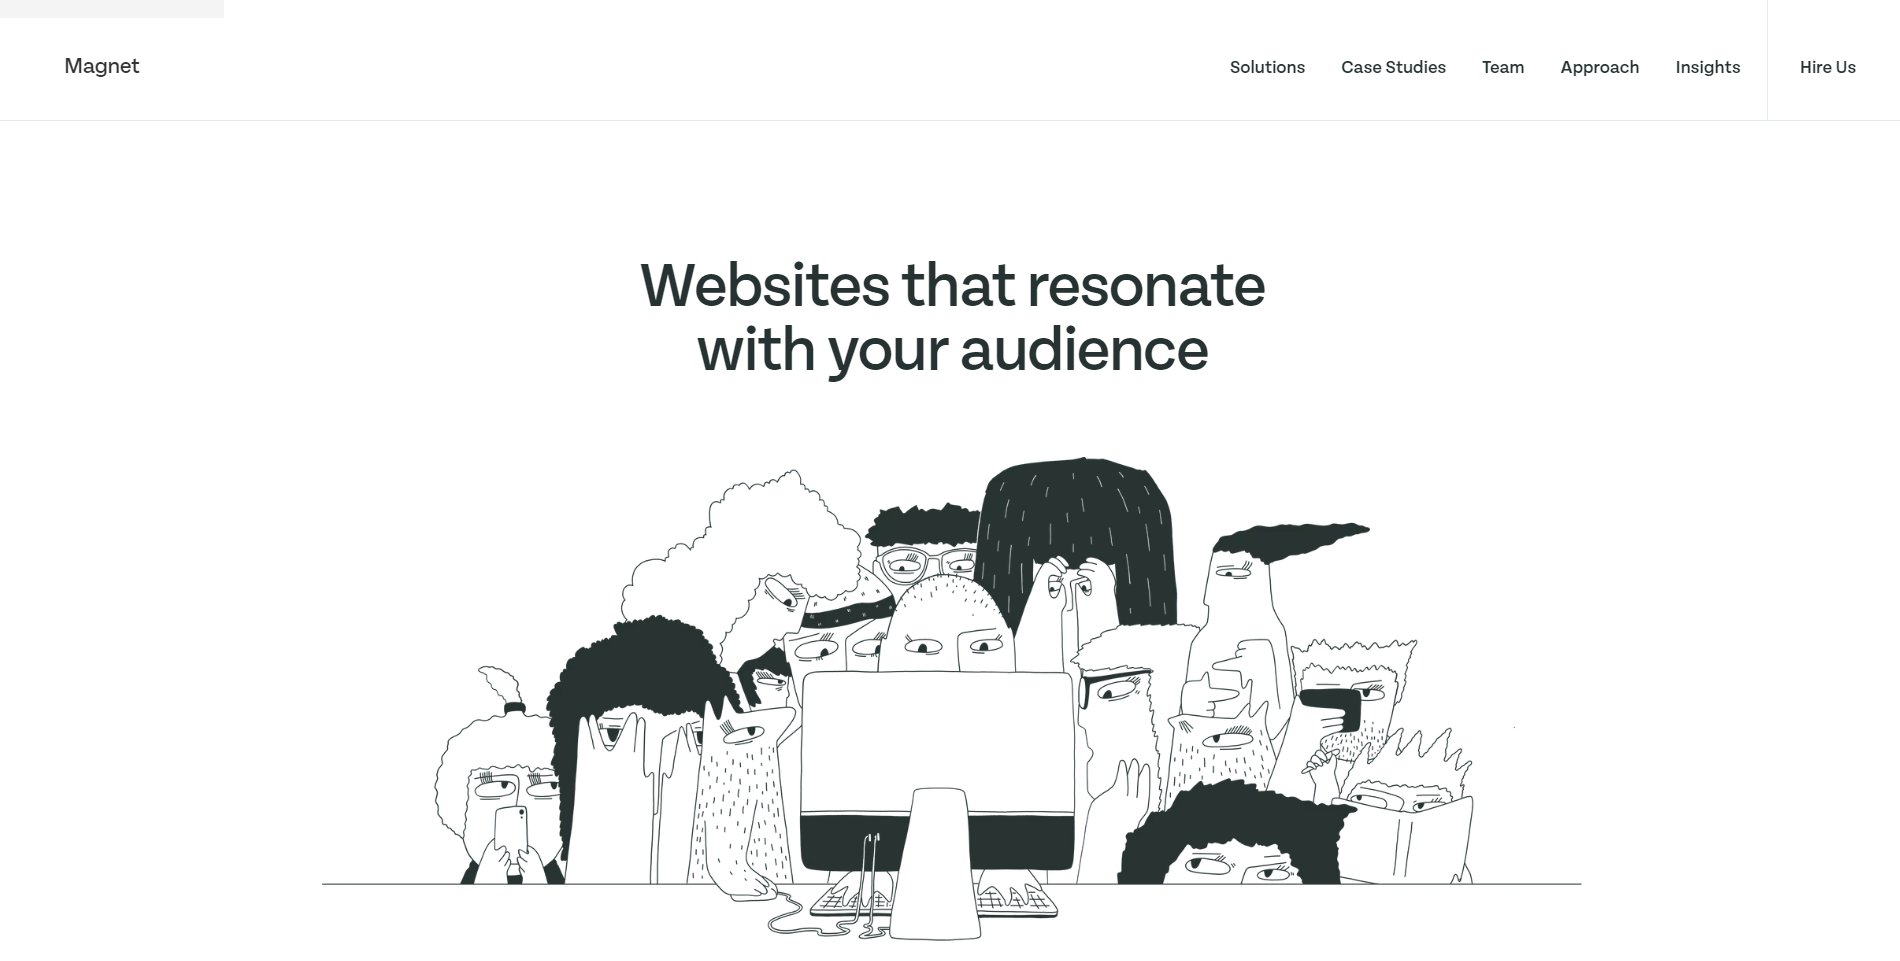 Magnet
Solutions Case Studies Team Approach Insights Hire Us
Websites that resonate
with your audience